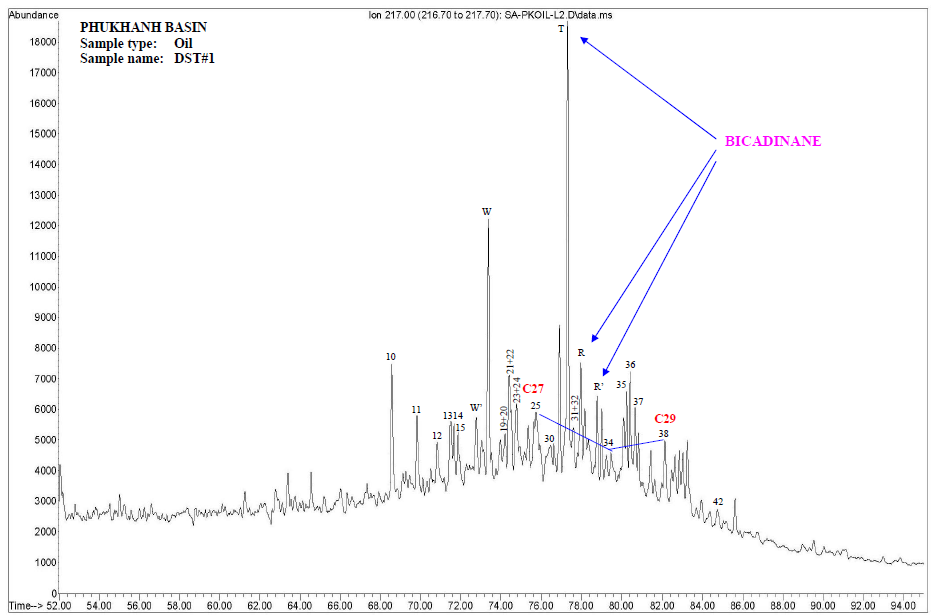 Abundance
Ion 217.00 (216.70 to 217.70): SA-PKOIL-L2.D\data.ms
PHUKHANH BASIN
Sample type: Oil
Sample name: DST#1
T
BICADINANE
W
R
R'
10
11
12
1314
15
W'
19+20
21+22
23+24
C27
25
30
31+32
34
35
36
37
C29
38
42
18000
17000
16000
15000
14000
13000
12000
11000
10000
9000
8000
7000
6000
5000
4000
3000
2000
1000
0
Time--> 52.00 54.00 56.00 58.00 60.00 62.00 64.00 66.00 68.00 70.00 72.00 74.00 76.00 78.00 80.00 82.00 84.00 86.00 88.00 90.00 92.00 94.00